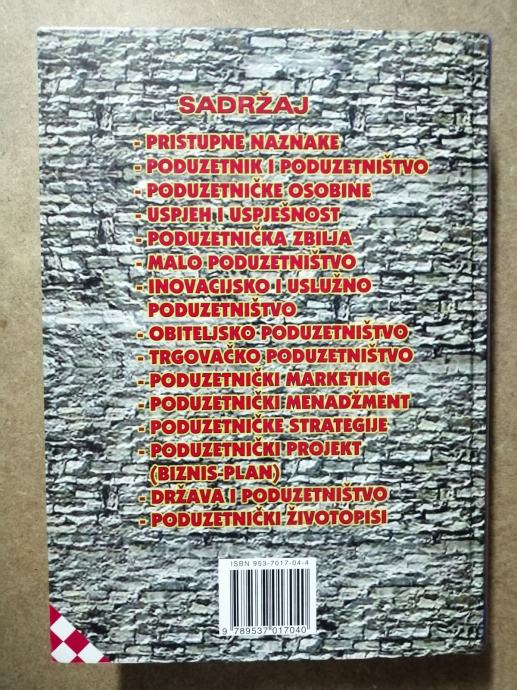 SADRŽAJ
- PRISTUPNE NAZNAKE
- PODUZETNIK I PODUZETNIŠTVO
- PODUZETNIČKE OSOBINE
- USPJEH I USPJEŠNOST
- PODUZETNIČKA ZBILJA
- MALO PODUZETNIŠTVO
- INOVACIJSKO I USLUŽNO
PODUZETNIŠTVO
- OBITELJSKO PODUZETNIŠTVO
- TRGOVAČKO PODUZETNIŠTVO
- PODUZETNIČKI MARKETING
- PODUZETNIČKI MENADŽMENT
- PODUZETNIČKE STRATEGIJE
- PODUZETNIČKI PROJEKT
(BIZNIS-PLAN)
- DRŽAVA I PODUZETNIŠTVO
- PODUZETNIČKI ŽIVOTOPISI
ISBN 953-7017-04-4
9 789537 017040